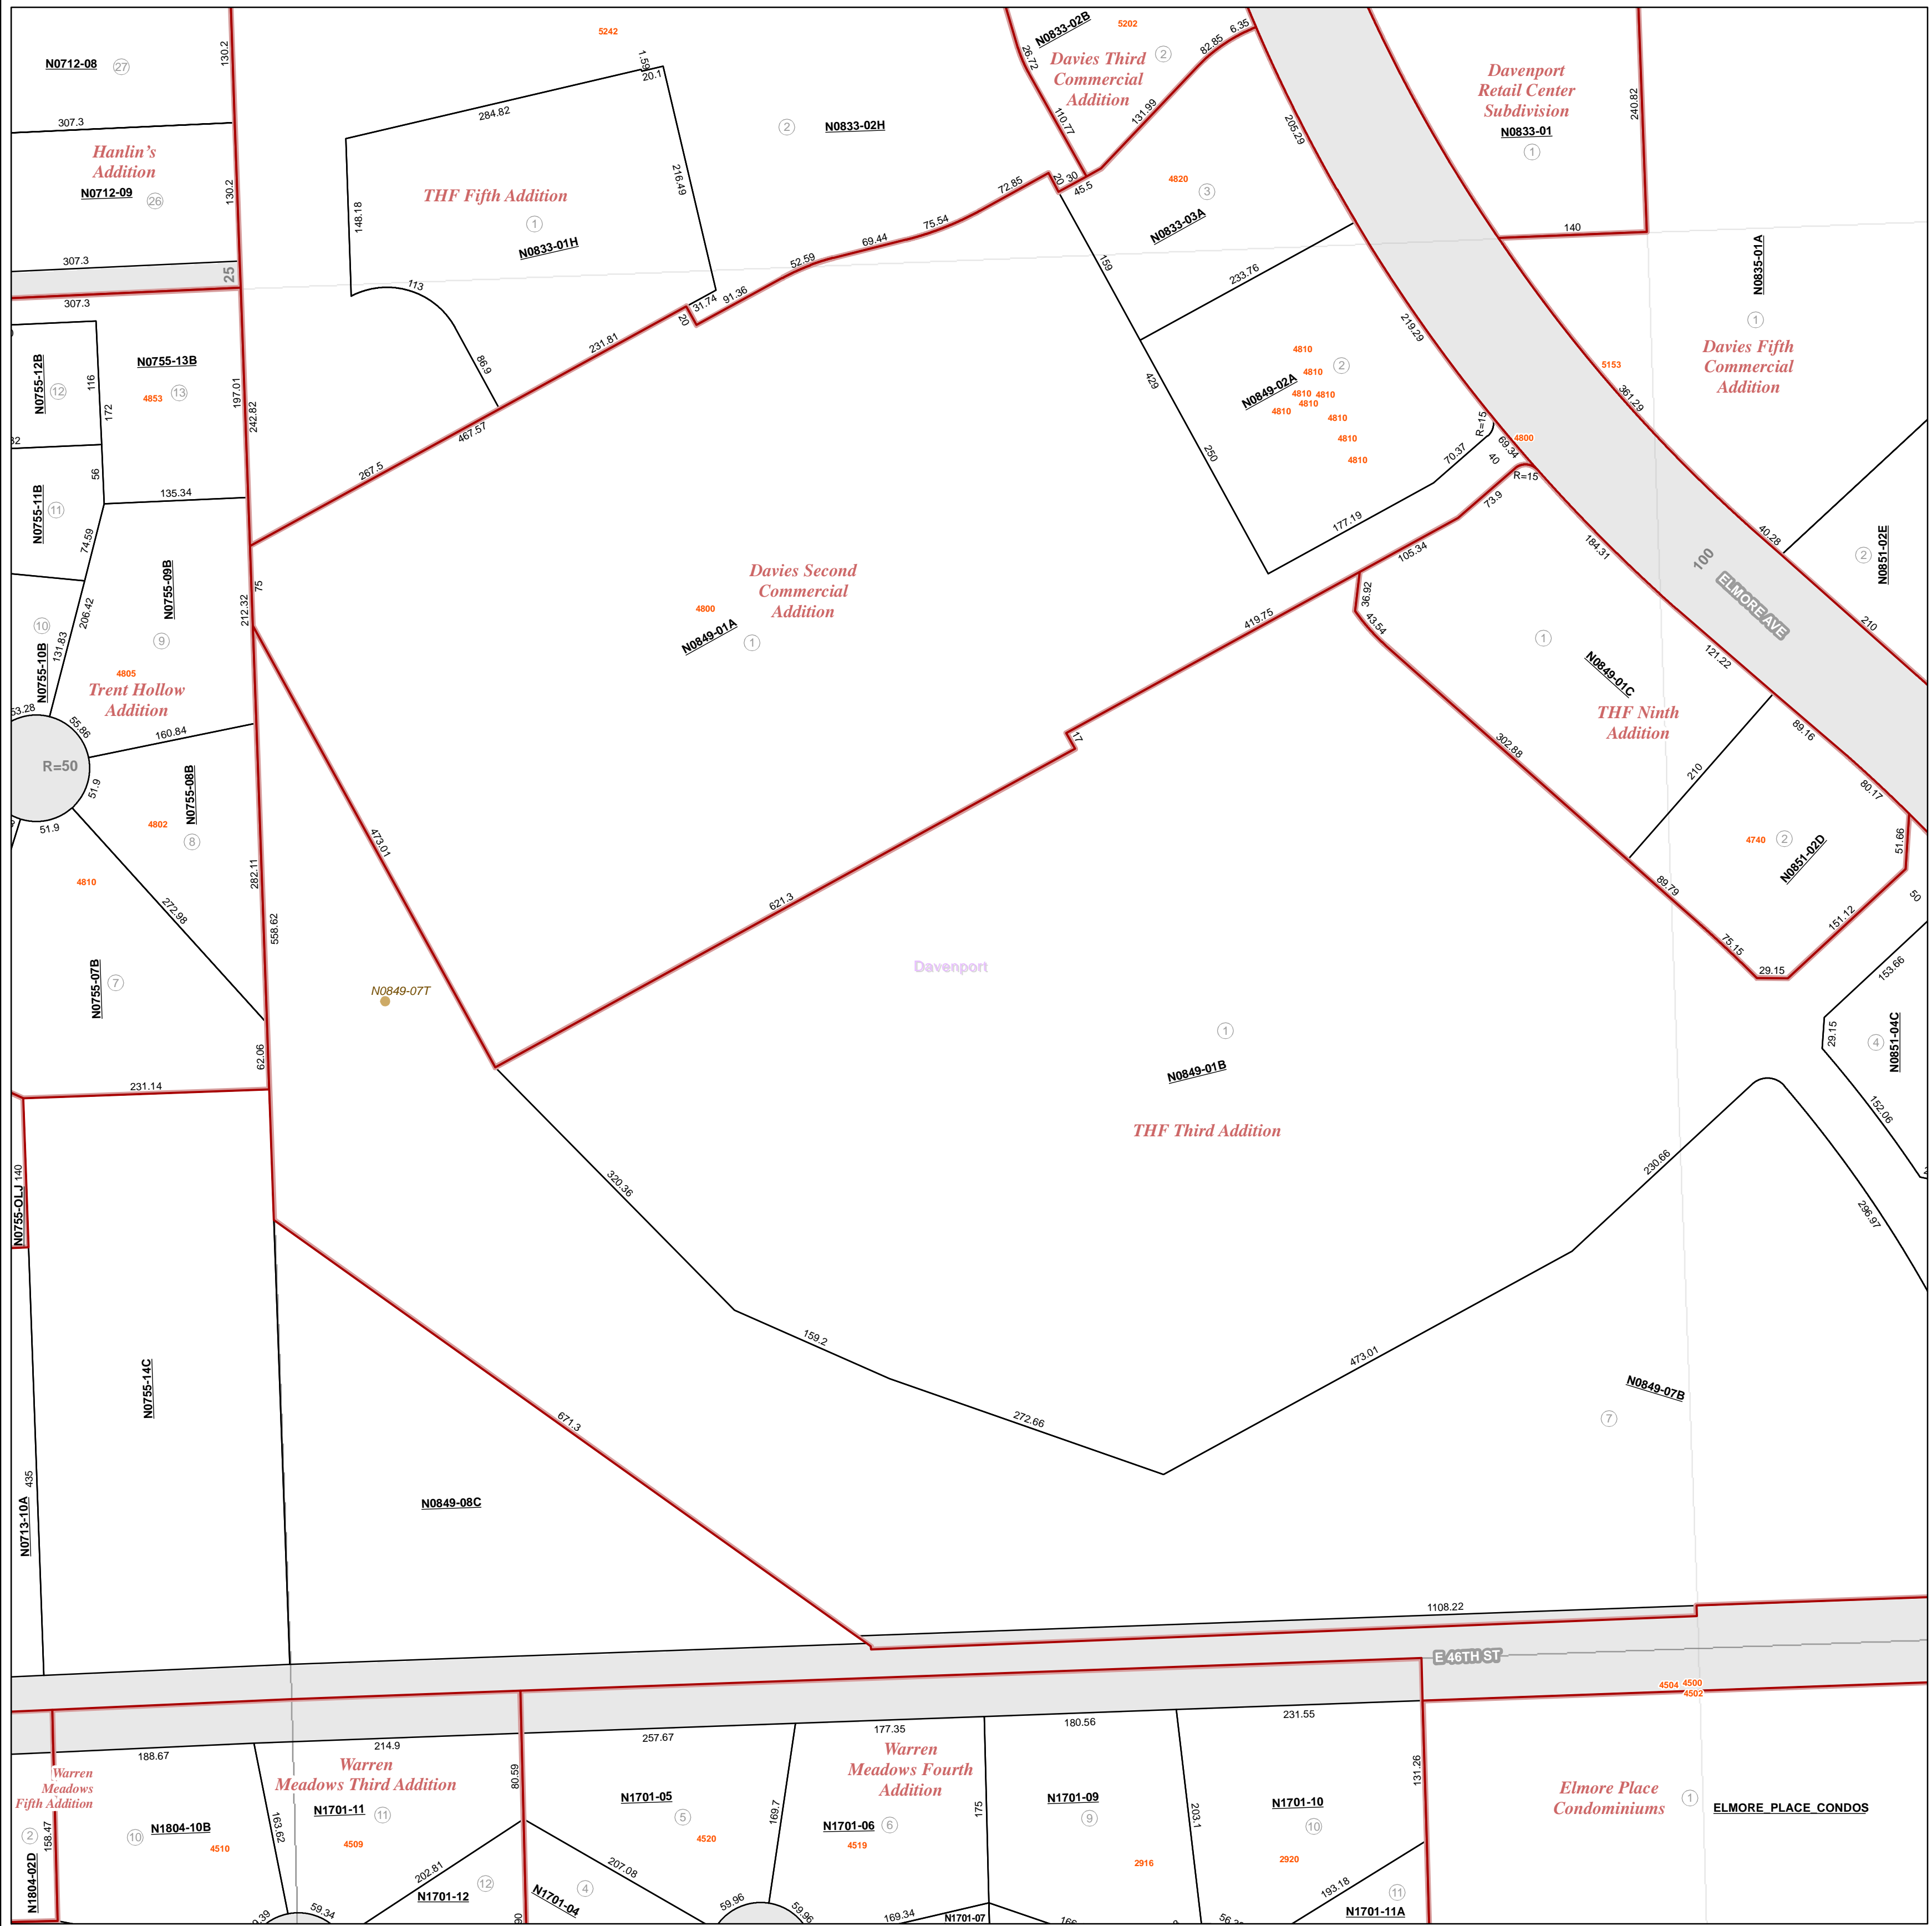 5242
5202
N0833-02B
2
130.2
N0712-08
27
26.72
82.85
6.35
Davies Third
Commercial
Addition
1.59
20.1
Davenport
Retail Center
Subdivision
N0833-01
1
240.82
307.3
284.82
2
N0833-02H
110.77
131.99
205.29
Hanlin's
Addition
N0712-09
26
130.2
THF Fifth Addition
1
N0833-01H
148.18
216.49
72.85
20
30
45.5
4820
3
N0833-03A
75.54
69.44
140
307.3
25
52.59
159
233.76
N0835-01A
1
307.3
113
31.74
91.36
20
231.81
219.29
Davies Fifth
Commercial
Addition
5153
361.29
N0755-12B
12
116
172
N0755-13B
4853
13
197.01
242.82
86.9
429
4810
4810
2
N0849-02A
4810
4810
4810
4810
4810
4810
4810
R=15
69.34
4800
467.57
267.5
250
70.37
40
R=15
73.9
32
56
N0755-11B
11
135.34
177.19
105.34
184.31
40.28
2
N0851-02E
74.59
N0755-09B
75
212.32
Davies Second
Commercial
Addition
4800
N0849-01A
1
36.92
43.54
419.75
100
ELMORE AVE
210
10
N0755-10B
131.83
206.42
9
4805
Trent Hollow
Addition
1
N0849-01C
121.22
THF Ninth
Addition
53.28
55.86
160.84
R=50
51.9
51.9
17
302.88
210
89.16
80.17
N0755-08B
4802
8
473.01
4740
2
N0851-02D
51.66
4810
282.11
272.98
558.62
621.3
89.79
151.12
50
75.15
29.15
N0755-07B
7
Davenport
N0849-07T
153.66
62.06
1
N0849-01B
29.15
4
N0851-04C
231.14
THF Third Addition
152.06
140
N0755-OLJ
320.36
230.66
296.97
159.2
473.01
N0755-14C
N0849-07B
7
671.3
272.66
435
N0713-10A
N0849-08C
1108.22
E 46TH ST
4504
4500
4502
188.67
214.9
257.67
177.35
180.56
231.55
Warren
Meadows
Fifth Addition
Warren
Meadows Third Addition
Warren
Meadows Fourth
Addition
80.59
131.26
Elmore Place
Condominiums
1
ELMORE_PLACE_CONDOS
2
158.47
N1804-02D
10
N1804-10B
4510
163.62
N1701-11
11
4509
N1701-05
5
4520
169.7
N1701-06
6
4519
175
N1701-09
9
2916
203.1
N1701-10
10
2920
202.81
N1701-12
12
4
N1701-04
207.08
193.18
11
N1701-11A
59.34
59.96
59.96
169.34
N1701-07